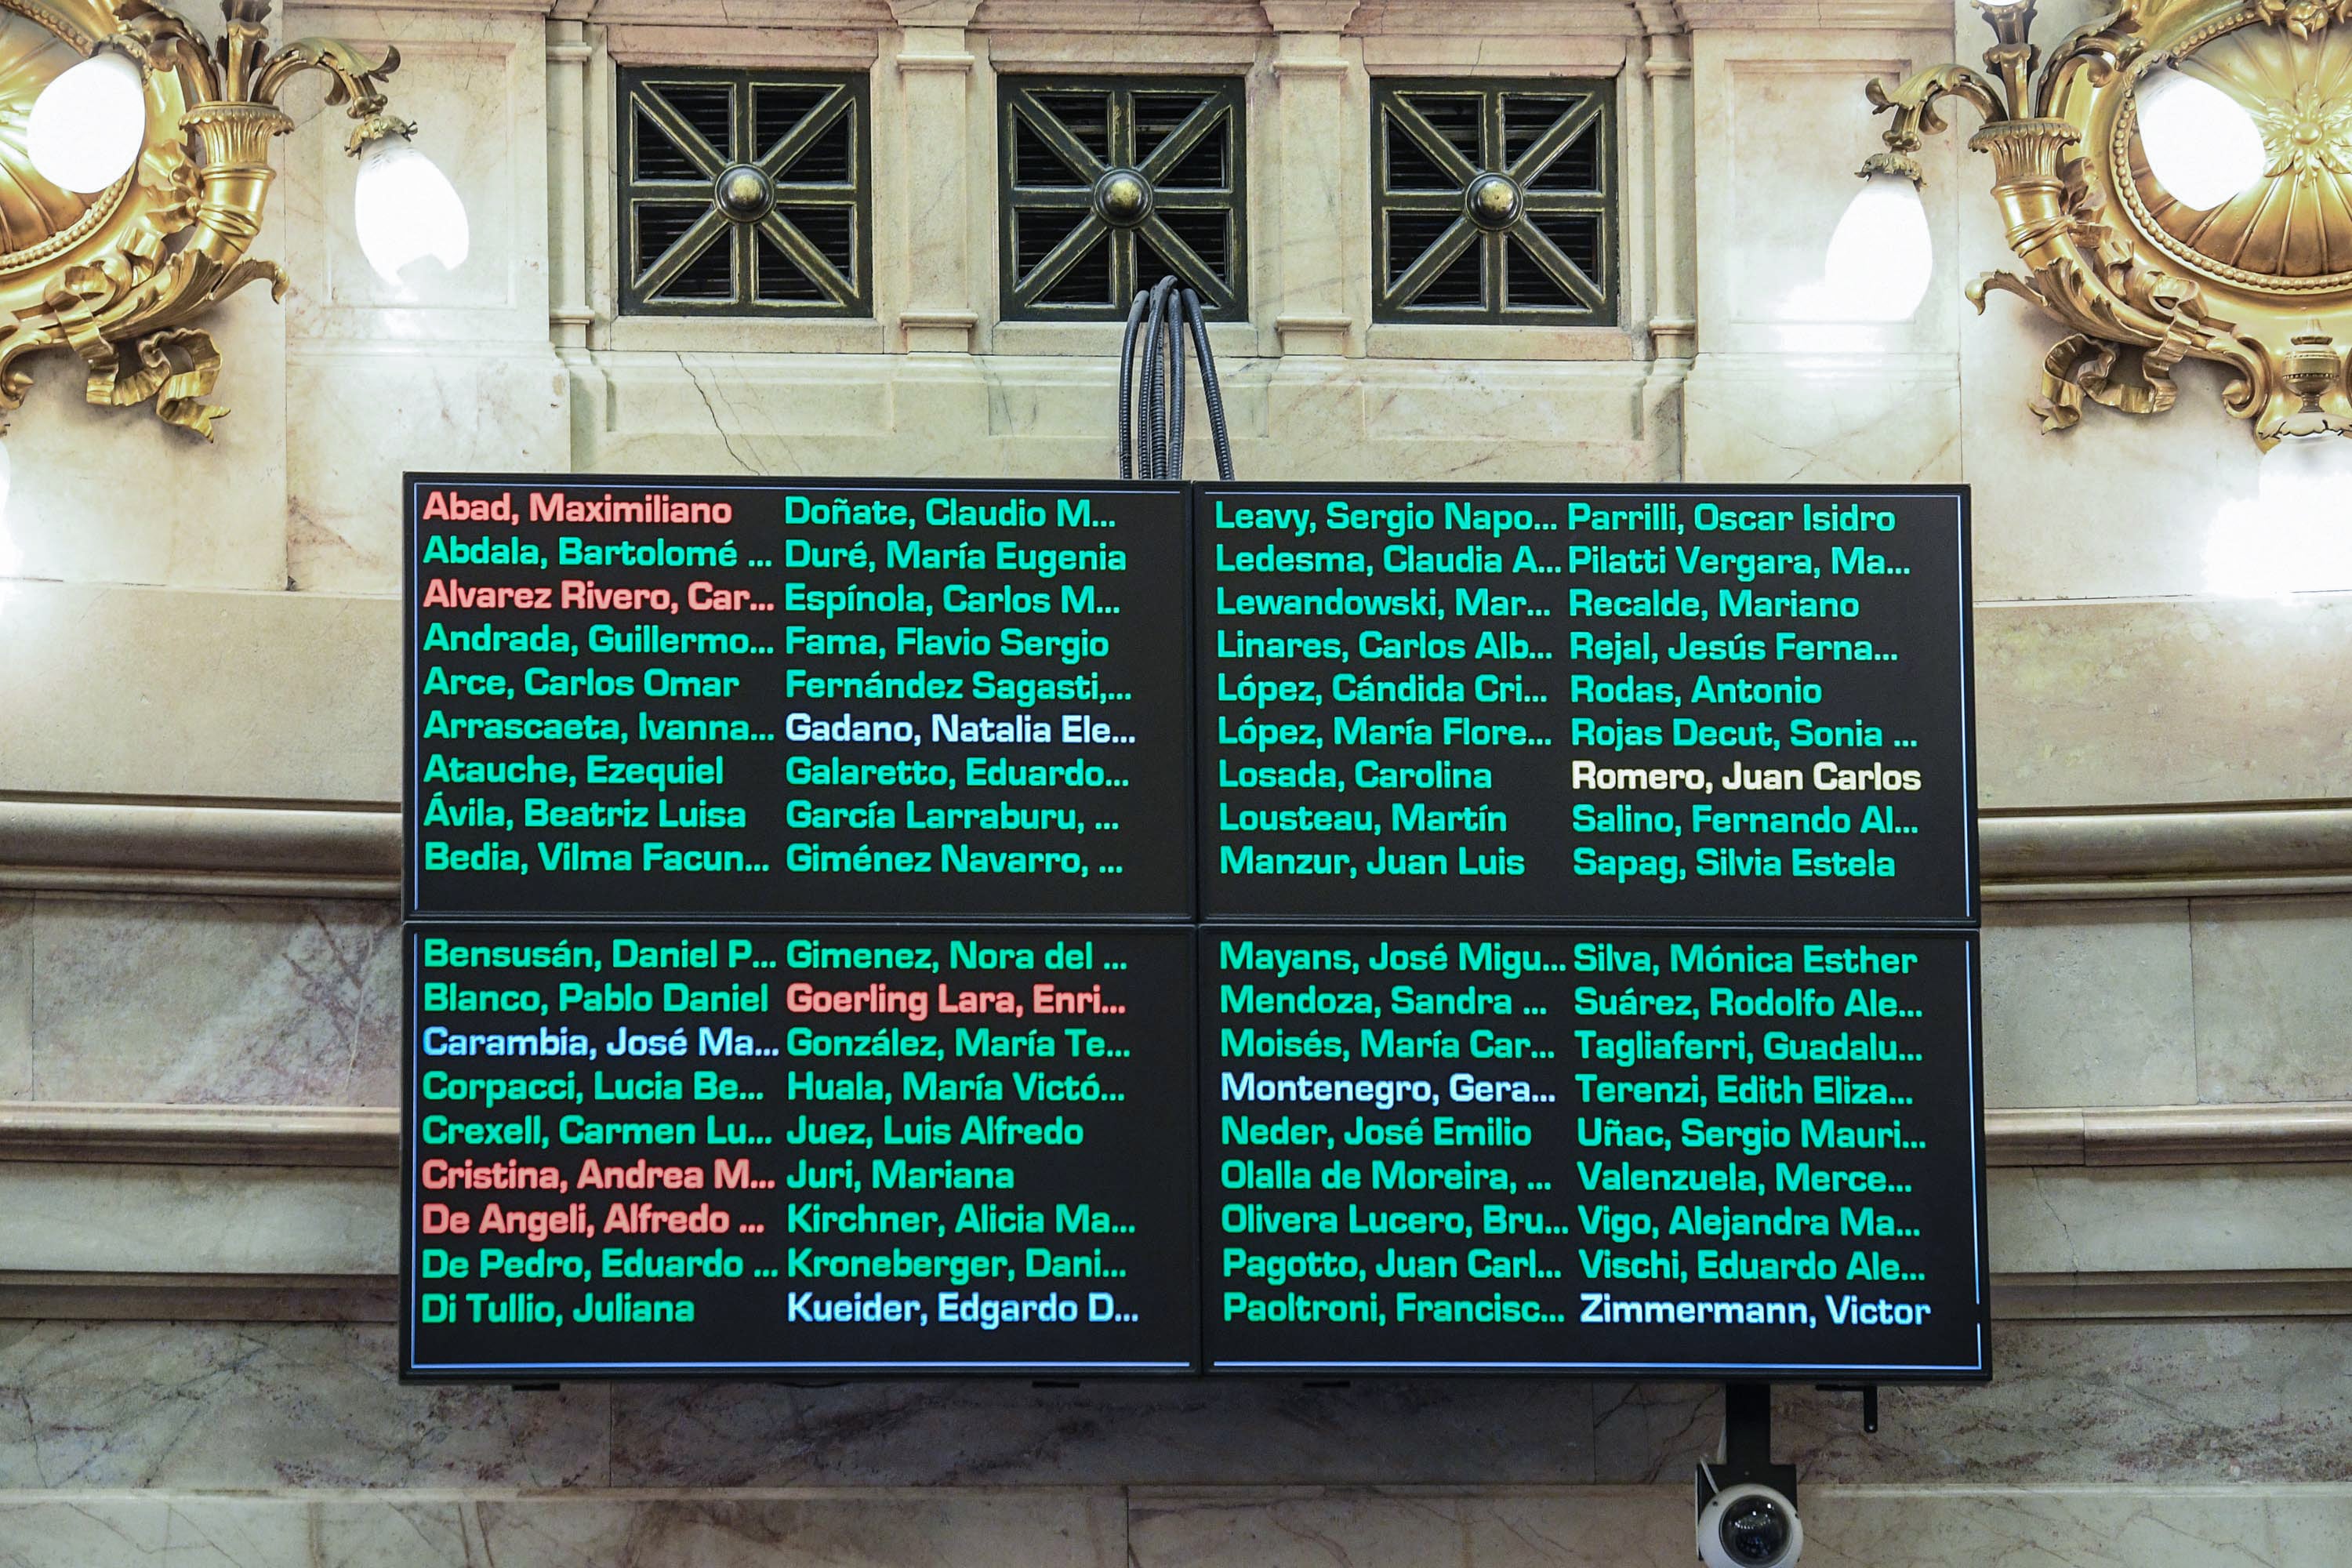 Abad, Maximiliano
Abdala, Bartolomé ...
Alvarez Rivero, Car...
Andrada, Guillermo...
Arce, Carlos Omar
Arrascaeta, Ivanna...
Atauche, Ezequiel
Ávila, Beatriz Luisa
Bedia, Vilma Facun...
Bensusán, Daniel P...
Blanco, Pablo Daniel
Carambia, José Ma...
Corpacci, Lucia Be...
Crexell, Carmen Lu...
Cristina, Andrea M...
De Angeli, Alfredo ...
De Pedro, Eduardo ...
Di Tullio, Juliana
Doñate, Claudio M...
Duré, María Eugenia
Espínola, Carlos M...
Fama, Flavio Sergio
Fernández Sagasti,...
Gadano, Natalia Ele...
Galaretto, Eduardo...
García Larraburu, ...
Giménez Navarro, ...
Gimenez, Nora del ...
Goerling Lara, Enri...
González, María Te...
Huala, María Victó...
Juez, Luis Alfredo
Juri, Mariana
Kirchner, Alicia Ma...
Kroneberger, Dani...
Kueider, Edgardo D...
Leavy, Sergio Napo...
Ledesma, Claudia A...
Lewandowski, Mar...
Linares, Carlos Alb...
López, Cándida Cri...
López, María Flore...
Losada, Carolina
Lousteau, Martín
Manzur, Juan Luis
Mayans, José Migu...
Mendoza, Sandra ...
Moisés, María Car...
Montenegro, Gera...
Neder, José Emilio
Olalla de Moreira, ...
Olivera Lucero, Bru...
Pagotto, Juan Carl...
Paoltroni, Francisc...
Parrilli, Oscar Isidro
Pilatti Vergara, Ma...
Recalde, Mariano
Rejal, Jesús Ferna...
Rodas, Antonio
Rojas Decut, Sonia ...
Romero, Juan Carlos
Salino, Fernando Al...
Sapag, Silvia Estela
Silva, Mónica Esther
Suárez, Rodolfo Ale...
Tagliaferri, Guadalu...
Terenzi, Edith Eliza...
Uñac, Sergio Mauri...
Valenzuela, Merce...
Vigo, Alejandra Ma...
Vischi, Eduardo Ale...
Zimmermann, Victor